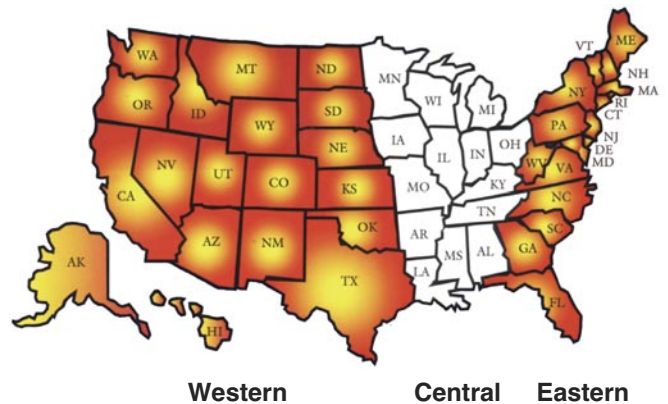 ME
VT
WA
MT
ND
MN
NH
OR
ID
SD
WI
NY
MA
MI
RI
WY
CT
PA
IA
NE
NJ
OH
DE
NV
IL
IN
WV
MD
UT
VA
CO
CA
KS
MO
KY
NC
TN
OK
SC
AZ
NM
AR
GA
MS
AL
AK
LA
TX
FL
HI
Western Central Eastern